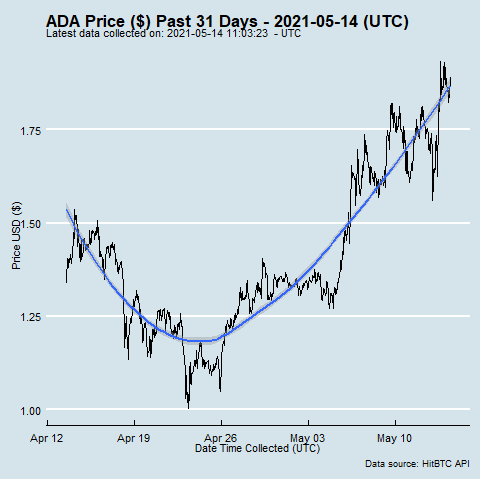 ADA Price ($) Past 31 Days - 2021-05-14 (UTC)
Latest data collected on: 2021-05-14 11:03:23 - UTC
Price USD ($)
1.75
1.50
1.25
1.00
Apr 12 Apr 19 Apr 26 May 03 May 10
Date Time Collected (UTC)
Data source: HitBTC API